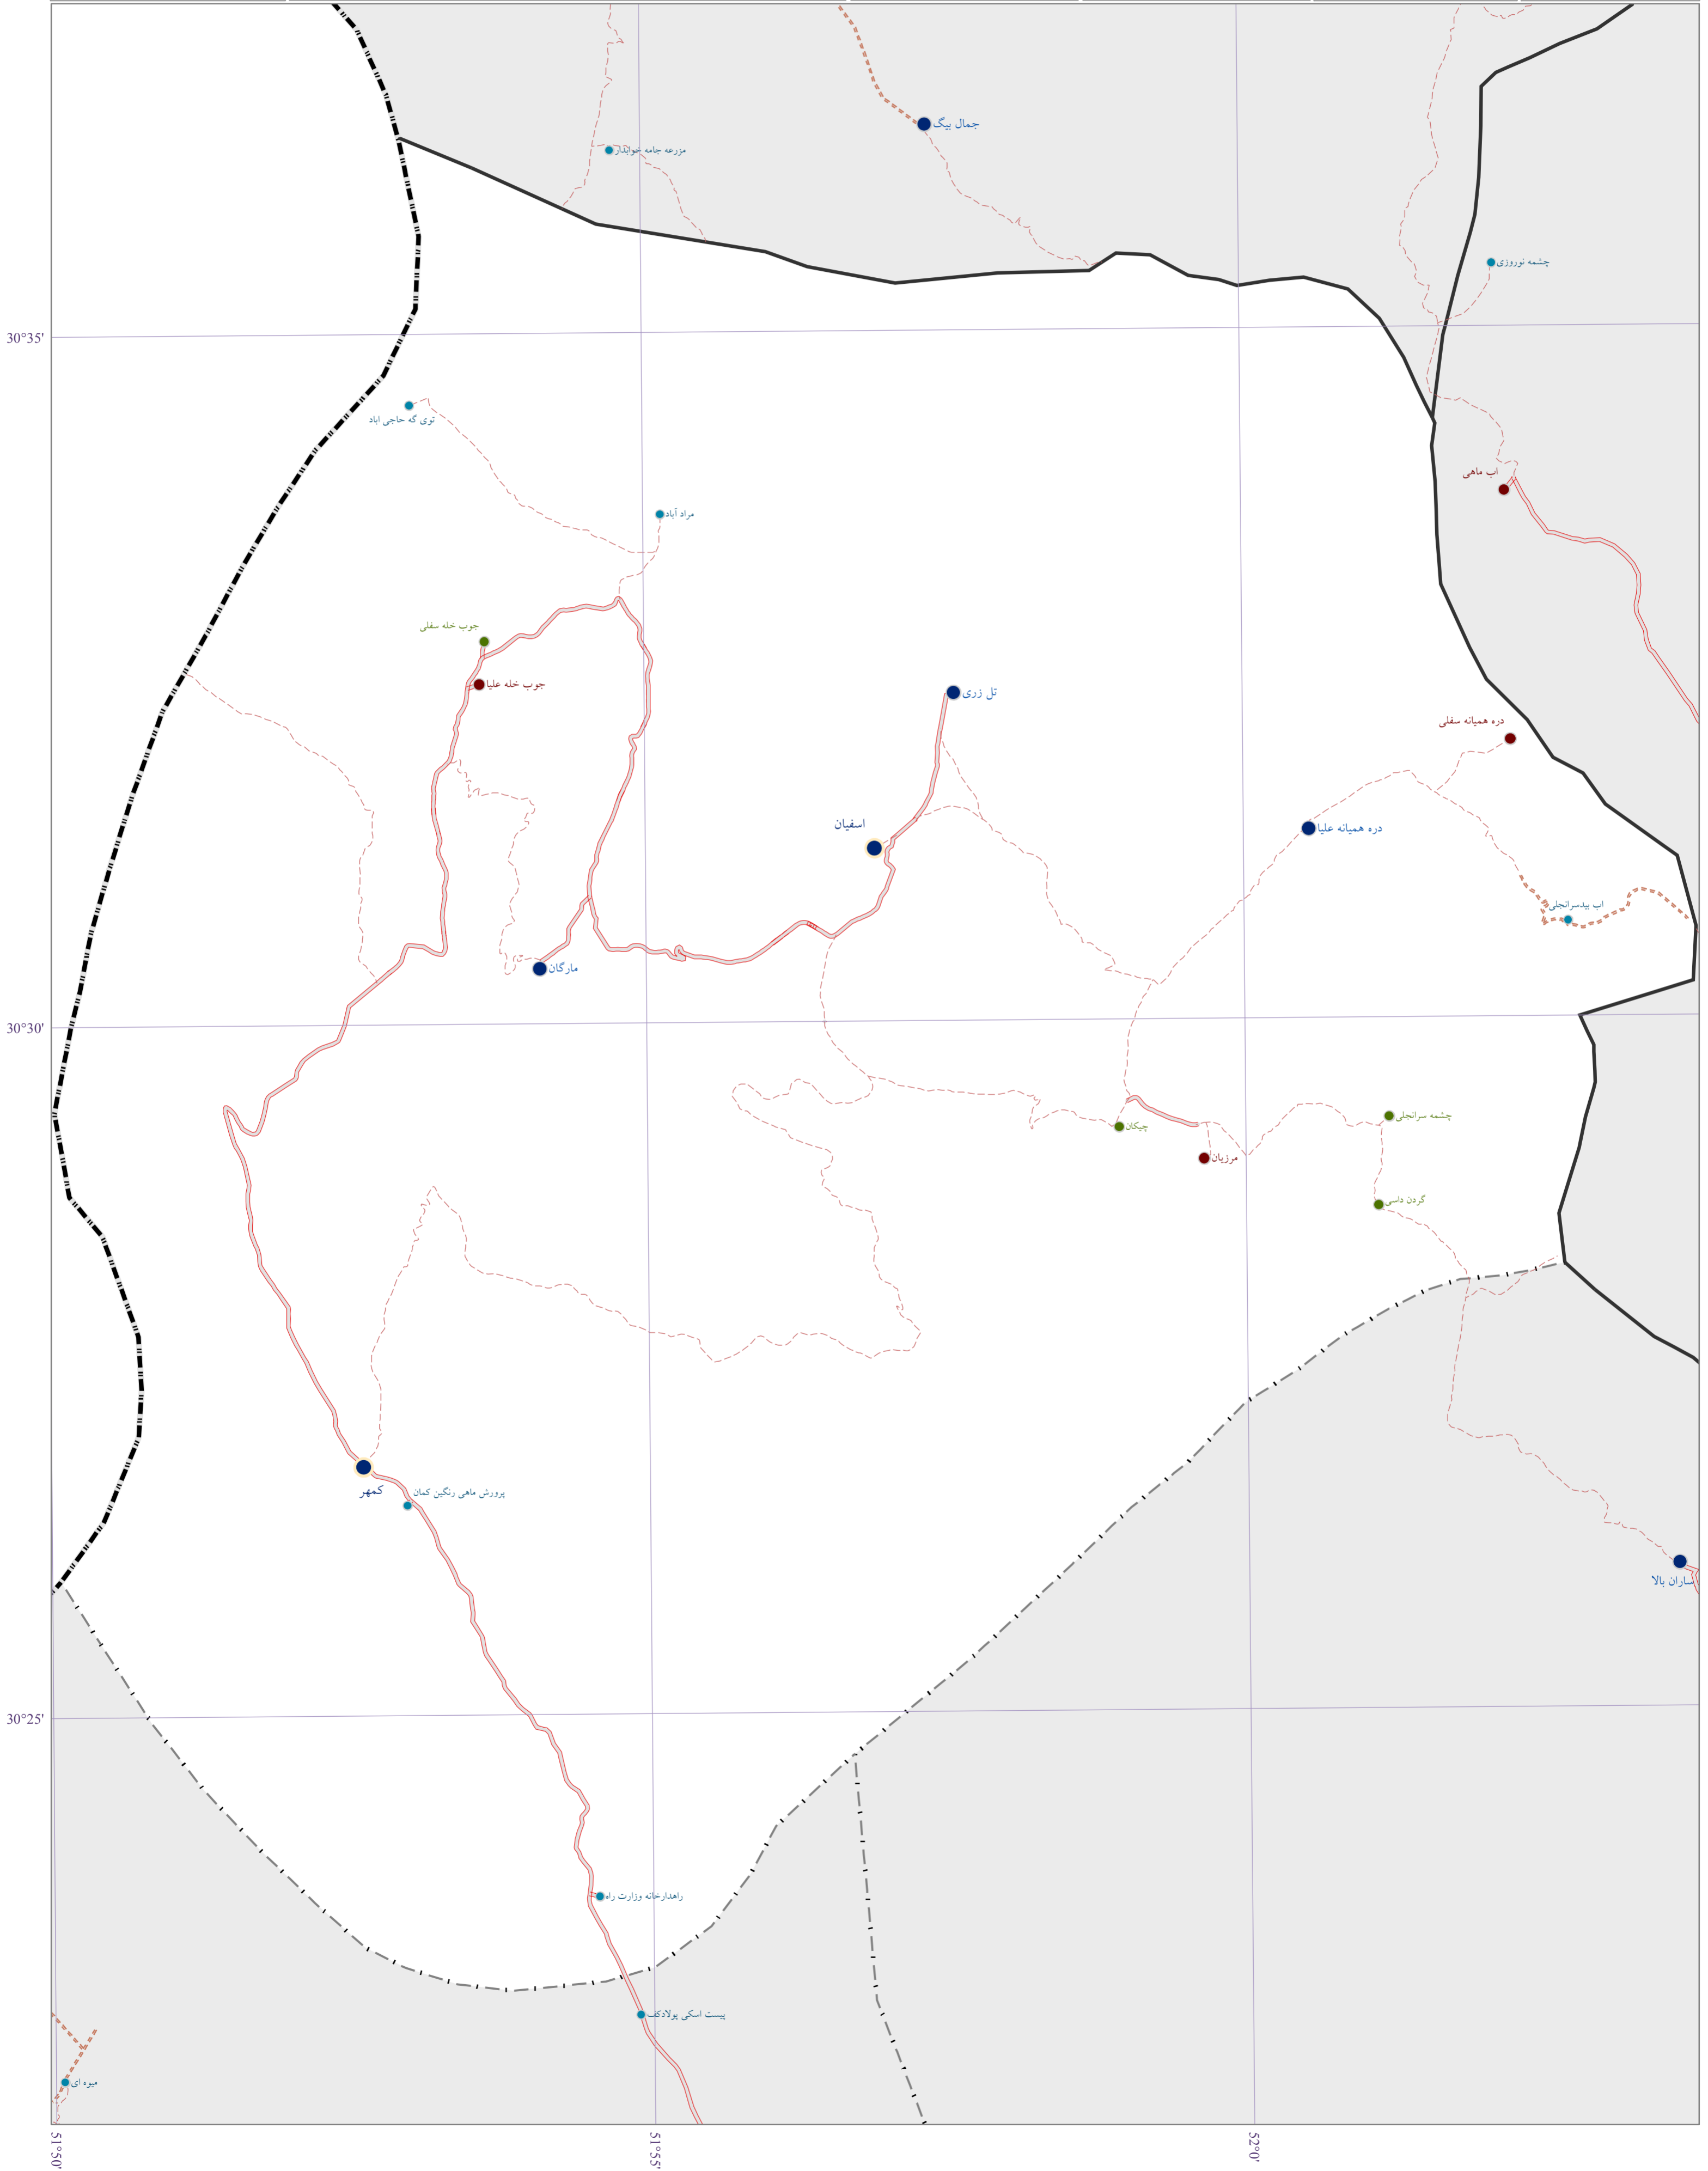 جمال بیگ
مزرعه جامه خوابدار
چشمه نوروزی
30°35'
توی گه حاجی اباد
اب ماهی
مراد آباد
جوب خله سفلی
جوب خله علیا
تل زری
دره همیانه سفلی
اسفیان
دره همیانه علیا
اب بیدسرانجلی
مارگان
30°30'
چشمه سرانجلی
چیکان
مرزیان
گردن داسی
کمهر
پرورش ماهی رنگین کمان
ساران بالا
30°25'
راهدارخانه وزارت راه
پیست اسکی پولادکف
میوه ای
51°50'
51°55'
52°0'